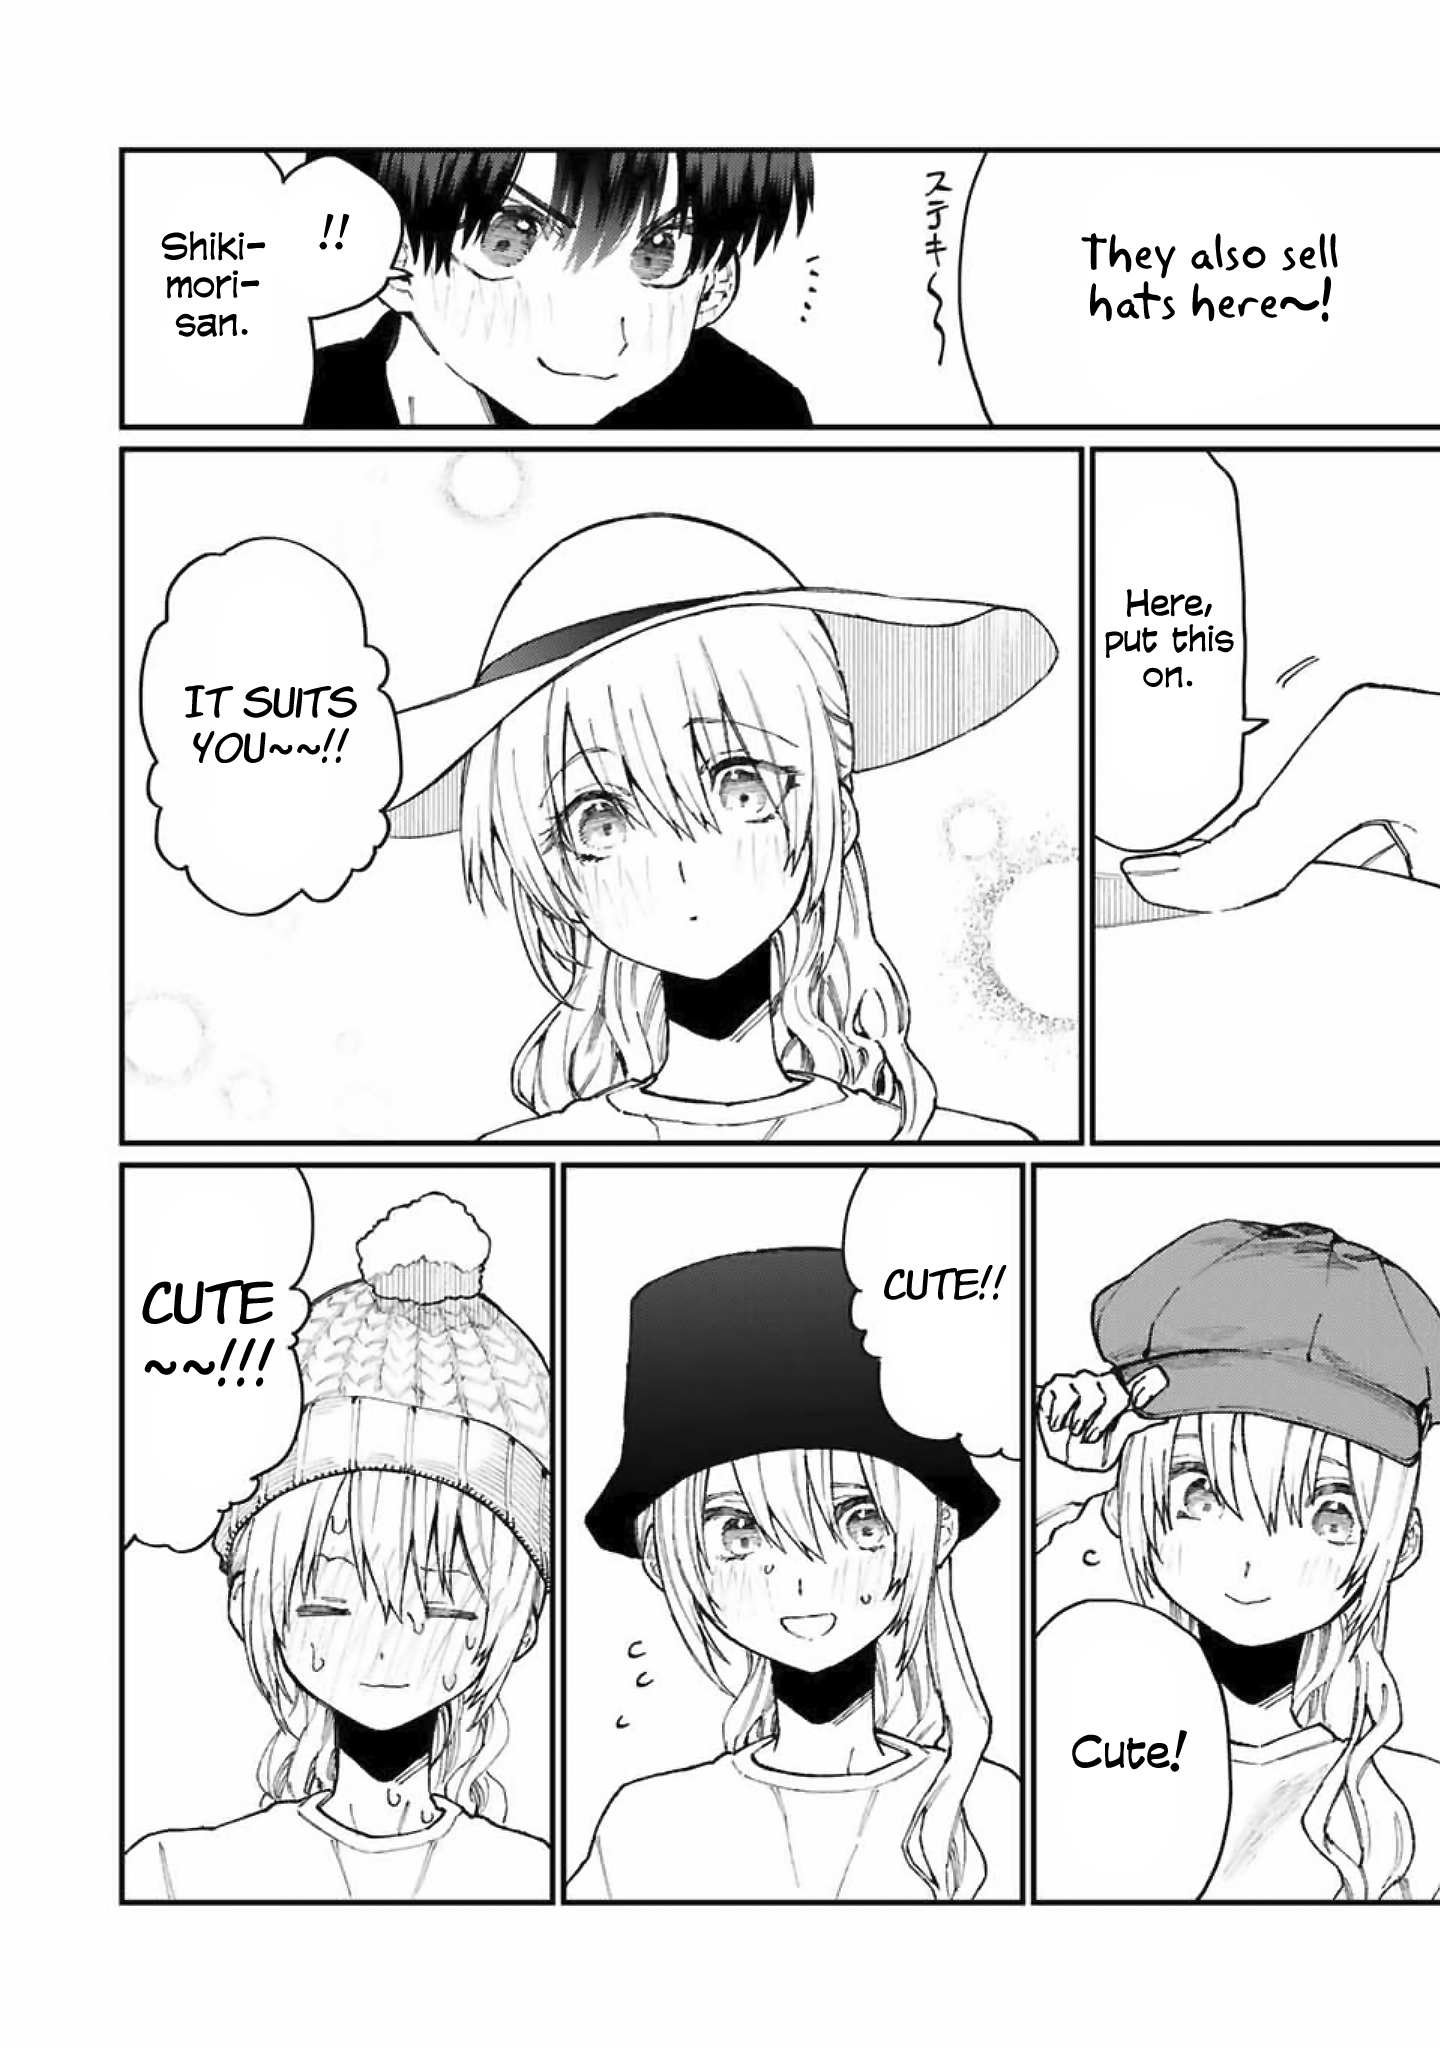 They also sell
hats here~!
ステキ〜〜
!!
Shiki-
mori-
san.
Here,
put this
on.
IT SUITS
YOU~~!!
Cute!
CUTE!!
CUTE
~~!!!